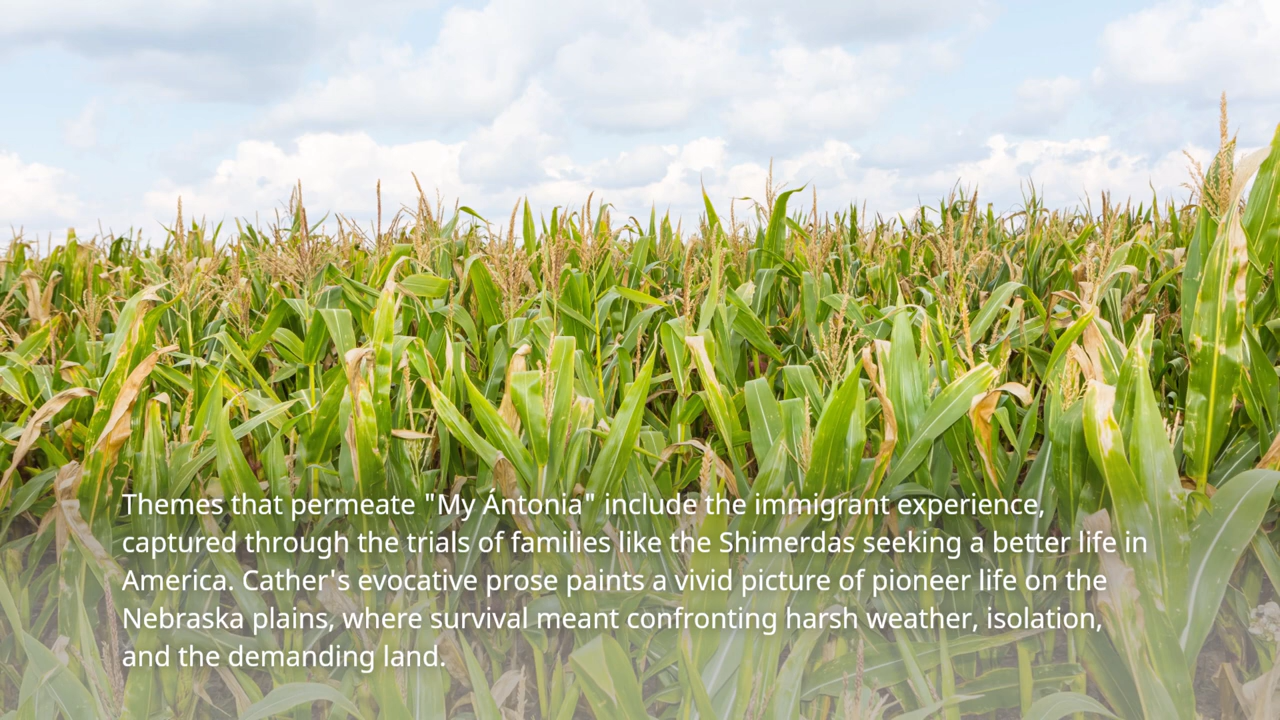 Themes that permeate "My Ántonia" include the immigrant experience,
captured through the trials of families like the Shimerdas seeking a better life in
America. Cather's evocative prose paints a vivid picture of pioneer life on the
Nebraska plains, where survival meant confronting harsh weather, isolation,
and the demanding land.